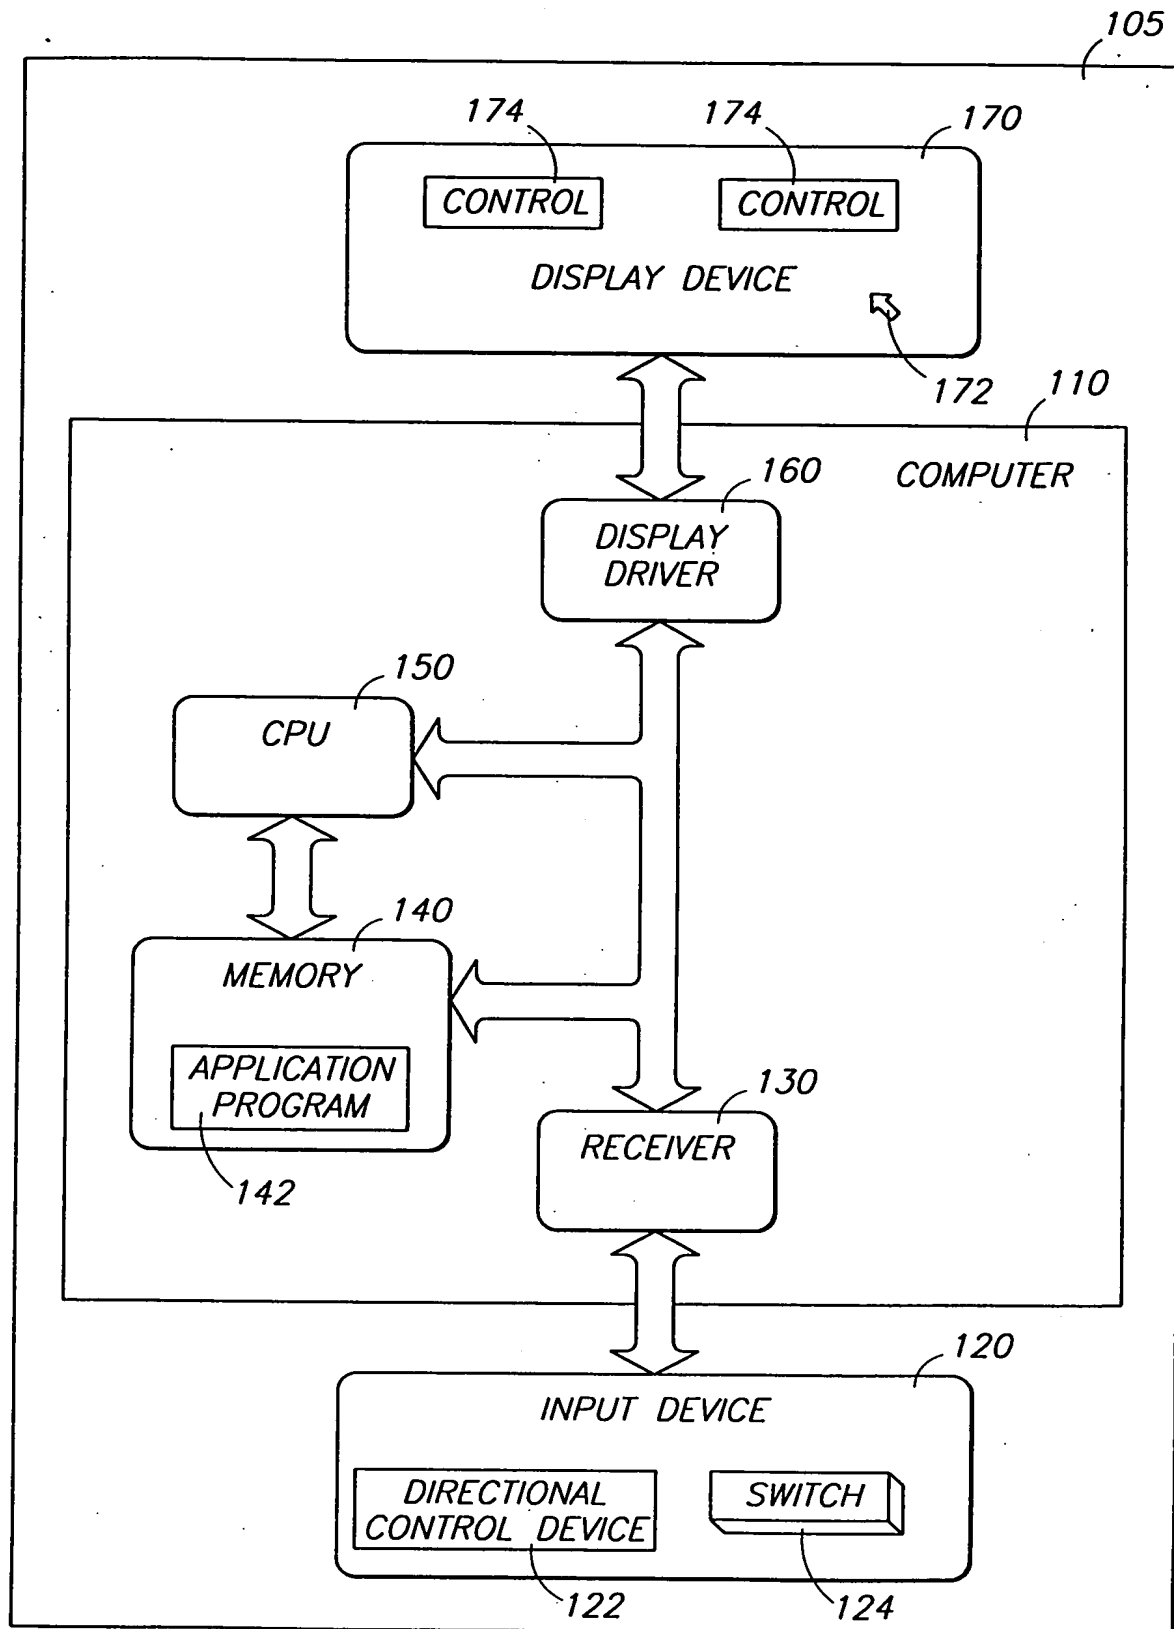 105
174
174
170
CONTROL
CONTROL
DISPLAY DEVICE
172
110
COMPUTER
160
DISPLAY
DRIVER
150
CPU
140
MEMORY
APPLICATION
PROGRAM
142
130
RECEIVER
120
INPUT DEVICE
DIRECTIONAL
CONTROL DEVICE
SWITCH
122
124